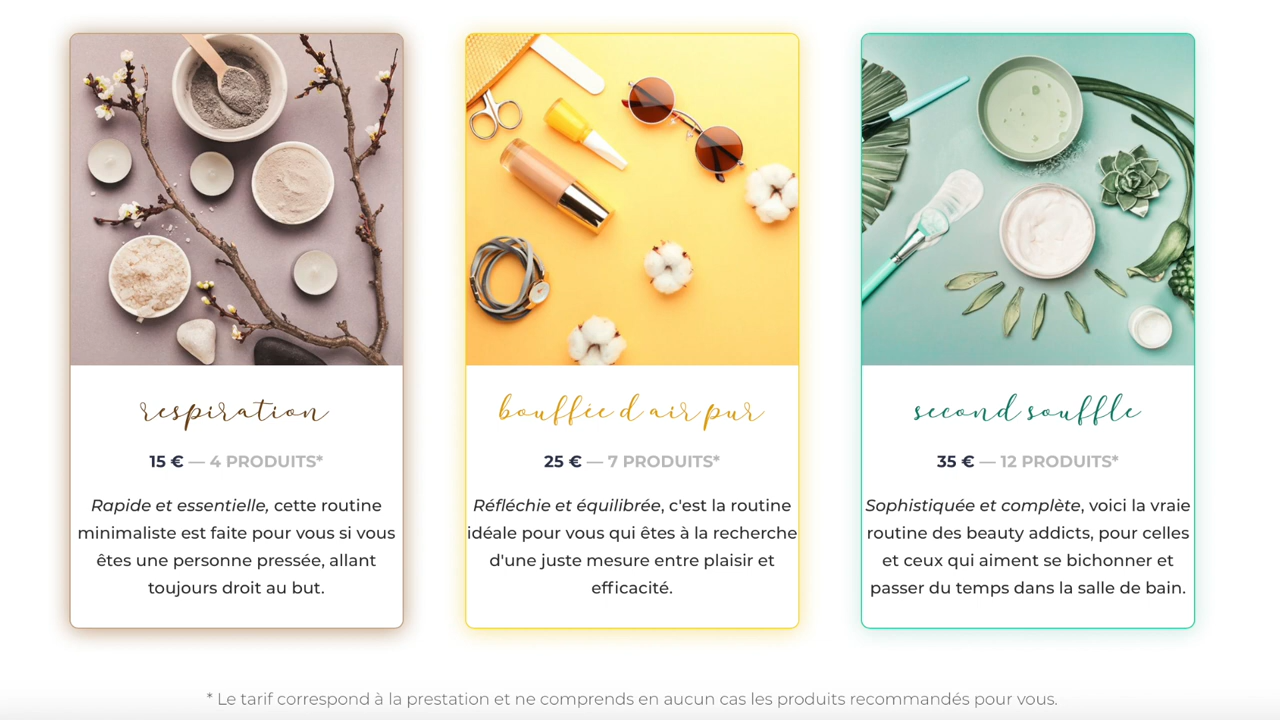 respiration
15 € — 4 PRODUITS*
Rapide et essentielle, cette routine
minimaliste est faite pour vous si vous
êtes une personne pressée, allant
toujours droit au but.
bouffée d'air pur
25 € — 7 PRODUITS*
Réfléchie et équilibrée, c'est la routine
idéale pour vous qui êtes à la recherche
d'une juste mesure entre plaisir et
efficacité.
second souffle
35 € — 12 PRODUITS*
Sophistiquée et complète, voici la vraie
routine des beauty addicts, pour celles
et ceux qui aiment se bichonner et
passer du temps dans la salle de bain.
* Le tarif correspond à la prestation et ne comprends en aucun cas les produits recommandés pour vous.